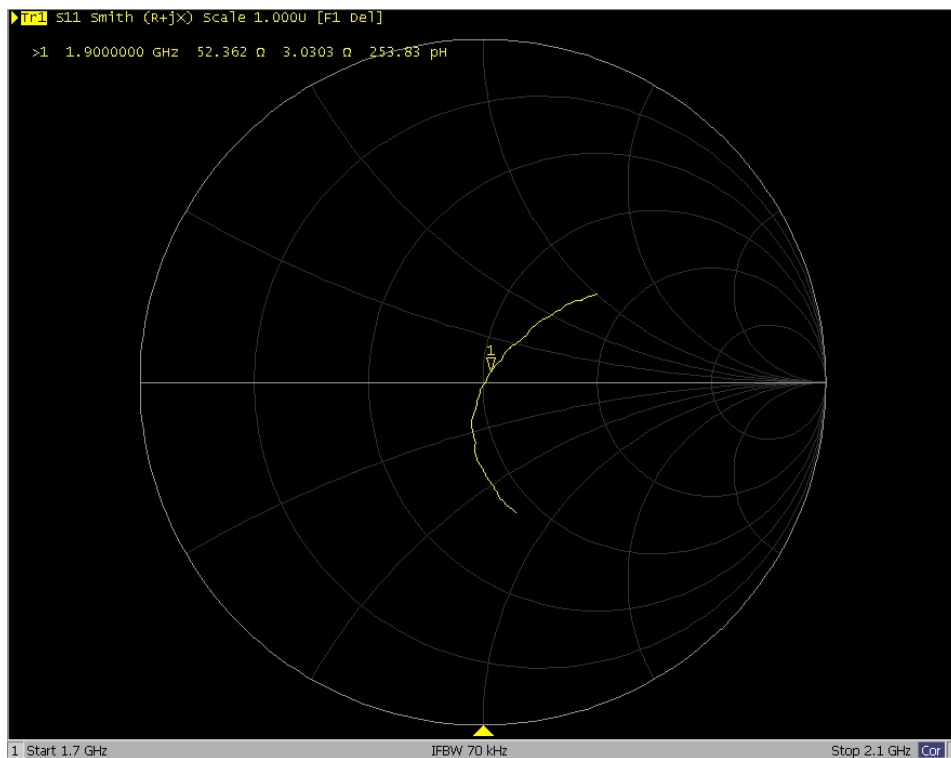 Tr1 S11 Smith (R+jX) Scale 1.000U [F1 Del]
>1 1.9000000 GHz 52.362 Ω 3.0303 Ω 253.83 pH
1
1 Start 1.7 GHz IFBW 70 kHz Stop 2.1 GHz Cor